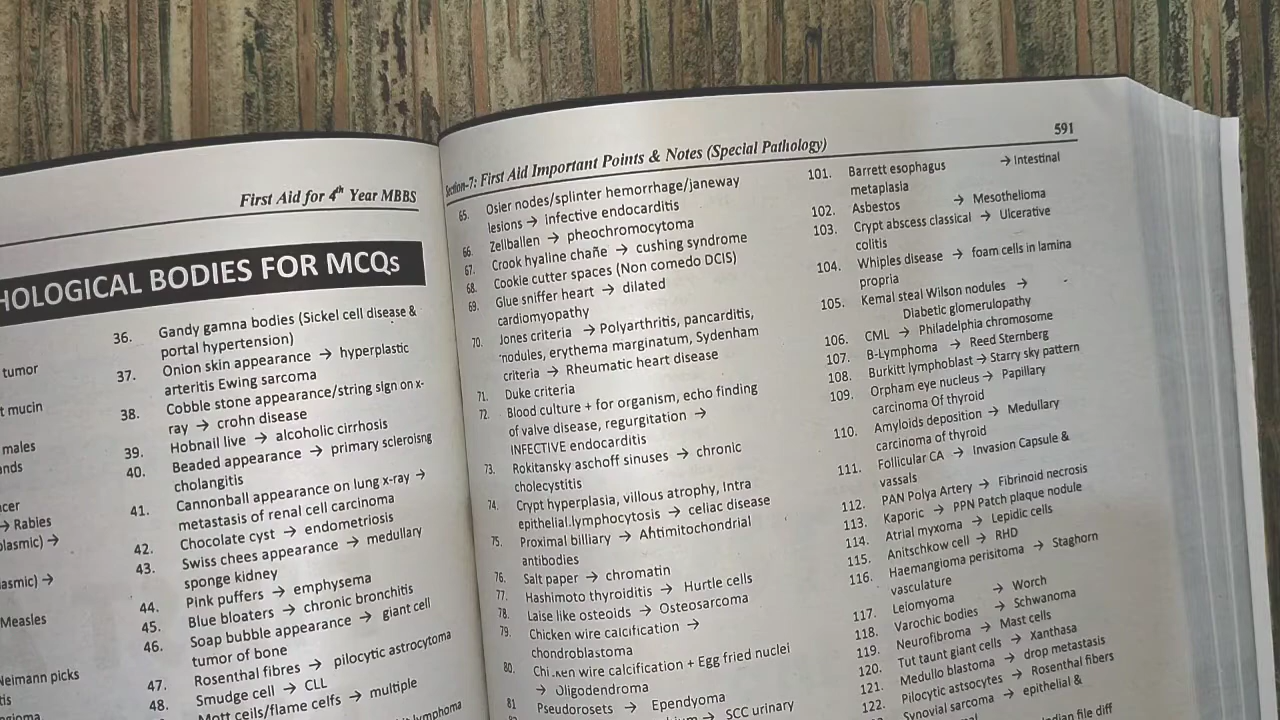 First Aid for 4th Year MBBS
HOLOGICAL BODIES FOR MCQs
tumor
t mucin
males
ands
cer
→ Rabies
plasmic) →
asmic) →
Measles
Neimann picks
tis
36. Gandy gamna bodies (Sickel cell disease &
portal hypertension)
37. Onion skin appearance → hyperplastic
arteritis Ewing sarcoma
38. Cobble stone appearance/string sign on x-
ray → crohn disease
39. Hobnail live → alcoholic cirrhosis
40. Beaded appearance → primary scleroisng
cholangitis
41. Cannonball appearance on lung x-ray →
metastasis of renal cell carcinoma
42. Chocolate cyst → endometriosis
43. Swiss chees appearance → medullary
sponge kidney
44. Pink puffers → emphysema
45. Blue bloaters → chronic bronchitis
46. Soap bubble appearance → giant cell
tumor of bone
47. Rosenthal fibres → pilocytic astrocytoma
48. Smudge cell → CLL
Mott cells/flame celfs → multiple
lymphoma
Section-7: First Aid Important Points & Notes (Special Pathology)
591
65. Osler nodes/splinter hemorrhage/janeway
lesions → infective endocarditis
66. Zellballen → pheochromocytoma
67. Crook hyaline chañe → cushing syndrome
68. Cookie cutter spaces (Non comedo DCIS)
69. Glue sniffer heart → dilated
cardiomyopathy
70. Jones criteria → Polyarthritis, pancarditis,
nodules, erythema marginatum, Sydenham
criteria → Rheumatic heart disease
71. Duke criteria
72. Blood culture + for organism, echo finding
of valve disease, regurgitation →
INFECTIVE endocarditis
73. Rokitansky aschoff sinuses → chronic
cholecystitis
74. Crypt hyperplasia, villous atrophy, Intra
epithelial lymphocytosis → celiac disease
75. Proximal billiary → Ahtimitochondrial
antibodies
76. Salt paper → chromatin
77. Hashimoto thyroiditis → Hurtle cells
78. Laise like osteoids → Osteosarcoma
79. Chicken wire calcification →
chondroblastoma
80. Chicken wire calcification + Egg fried nuclei
→ Oligodendroma
81 Pseudorosets → Ependyoma
→ SCC urinary
101. Barrett esophagus → Intestinal
metaplasia
102. Asbestos → Mesothelioma
103. Crypt abscess classical → Ulcerative
colitis
104. Whiples disease → foam cells in lamina
propria
105. Kemal steal Wilson nodules →
Diabetic glomerulopathy
106. CML → Philadelphia chromosome
107. B-Lymphoma → Reed Sternberg
108. Burkitt lymphoblast → Starry sky pattern
109. Orpham eye nucleus → Papillary
carcinoma Of thyroid
110. Amyloids deposition → Medullary
carcinoma of thyroid
111. Follicular CA → Invasion Capsule &
vassals
112. PAN Polya Artery → Fibrinoid necrosis
113. Kaporic → PPN Patch plaque nodule
114. Atrial myxoma → Lepidic cells
115. Anitschkow cell → RHD
116. Haemangioma perisitoma → Staghorn
vasculature
117. Leiomyoma → Worch
118. Varochic bodies → Schwanoma
119. Neurofibroma → Mast cells
120. Tut taunt giant cells → Xanthasa
121. Medullo blastoma → drop metastasis
122. Pilocytic astsocytes → Rosenthal fibers
Synovial sarcoma → epithelial &
file diff